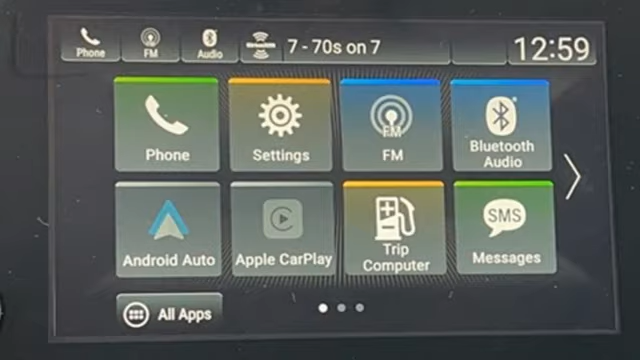 Phone
FM
Audio
SiriusXM
7 - 70s on 7
12:59
Phone
Settings
FM
FM
Bluetooth
Audio
Android Auto
Apple CarPlay
Trip
Computer
SMS
Messages
All Apps